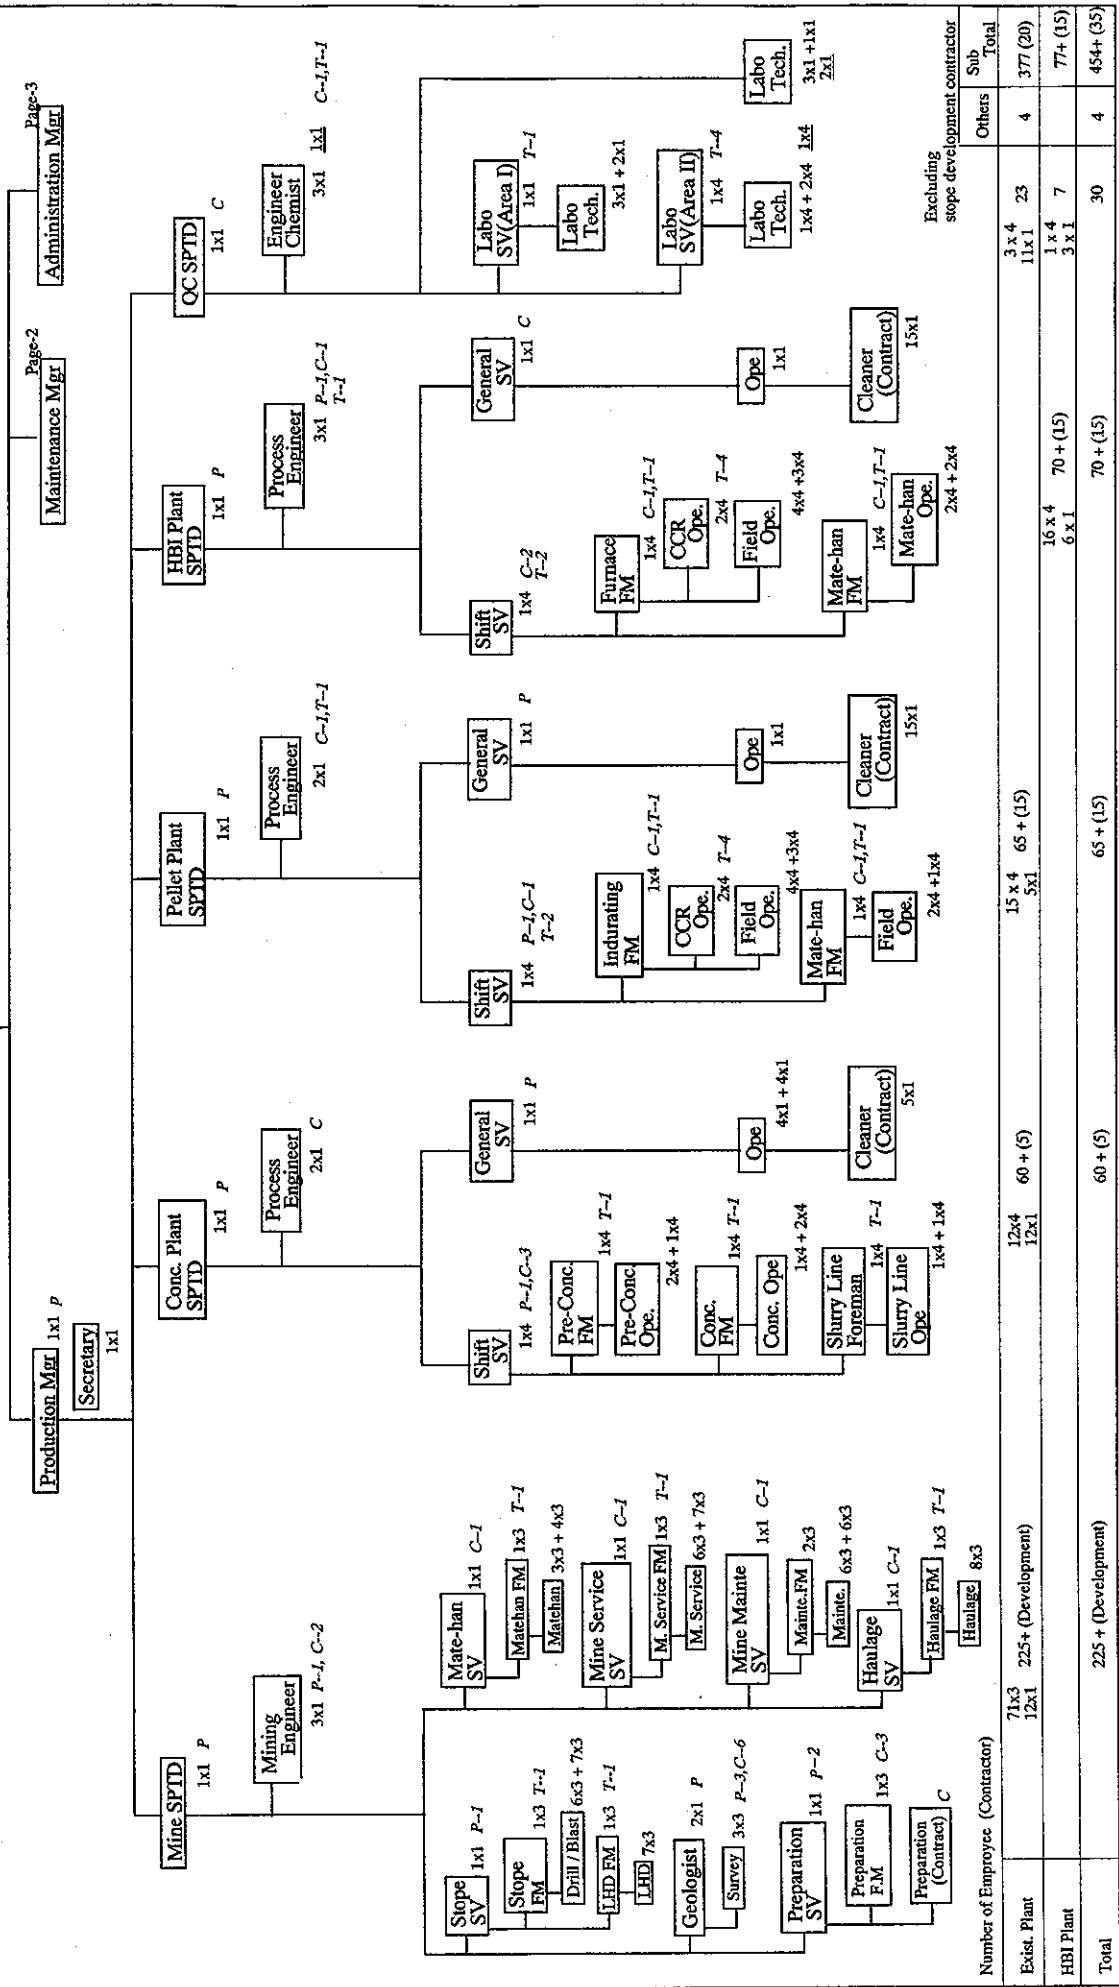 Page-2
Maintenance Mgr
Page-3
Administration Mgr
Production Mgr 1x1 P
Secretary
1x1
Mine SPTD
1x1 P
Mining
Engineer
3x1 P--1, C--2
Stope
SV
1x1 P--1
Stope
FM
1x3 T--1
Drill / Blast 6x3 + 7x3
LHD FM 1x3 T--1
LHD 7x3
Geologist
2x1 P
Survey 3x3 P--3,C--6
Preparation
SV
1x1 P--2
Preparation
F.M
1x3 C--3
Preparation
(Contract) C
Mate-han
SV
1x1 C--1
Matehan FM 1x3 T--1
Matehan 3x3 + 4x3
Mine Service
SV
1x1 C--1
M. Service FM 1x3 T--1
M. Service 6x3 + 7x3
Mine Mainte
SV
1x1 C--1
Mainte.FM 2x3
Mainte. 6x3 + 6x3
Haulage
SV
1x1 C--1
Haulage FM 1x3 T--1
Haulage 8x3
Conc. Plant
SPTD
1x1 P
Process
Engineer
2x1 C
Shift
SV
1x4 P--1,C--3
Pre-Conc.
FM
1x4 T--1
Pre-Conc.
Ope.
2x4 + 1x4
Conc.
FM
1x4 T--1
Conc. Ope
1x4 + 2x4
Slurry Line
Foreman
1x4 T--1
Slurry Line
Ope
1x4 + 1x4
General
SV
1x1 P
Ope
4x1 + 4x1
Cleaner
(Contract)
5x1
Pellet Plant
SPTD
1x1 P
Process
Engineer
2x1 C--1,T--1
Shift
SV
1x4 P--1,C--1
T--2
Indurating
FM
1x4 C--1,T--1
CCR
Ope.
2x4 T--4
Field
Ope.
4x4 +3x4
Mate-han
FM
1x4 C--1,T--1
Field
Ope.
2x4 +1x4
General
SV
1x1 P
Ope
1x1
Cleaner
(Contract)
15x1
HBI Plant
SPTD
1x1 P
Process
Engineer
3x1 P--1,C--1
T--1
Shift
SV
1x4 C--2
T--2
Furnace
FM
1x4 C--1,T--1
CCR
Ope.
2x4 T--4
Field
Ope.
4x4 +3x4
Mate-han
FM
1x4 C--1,T--1
Mate-han
Ope.
2x4 + 2x4
General
SV
1x1 C
Ope
1x1
Cleaner
(Contract)
15x1
QC SPTD
1x1 C
Engineer
Chemist
3x1 1x1 C--1,T--1
Labo
SV(Area I)
1x1 T--1
Labo
Tech.
3x1 + 2x1
Labo
SV(Area II)
1x4 T--4
Labo
Tech.
1x4 + 2x4 1x4
Labo
Tech.
3x1 +1x1
2x1
Excluding
stope development contractor
Number of Emproyee (Contractor)
Others
Sub
Total
Exist. Plant
71x3
12x1
225+ (Development)
12x4
12x1
60 + (5)
15 x 4
5x1
65 + (15)
3 x 4
11x 1
23
4
377 (20)
HBI Plant
16 x 4
6 x 1
70 + (15)
1 x 4
3 x 1
7
77+ (15)
Total
225 + (Development)
60 + (5)
65 + (15)
70 + (15)
30
4
454+ (35)